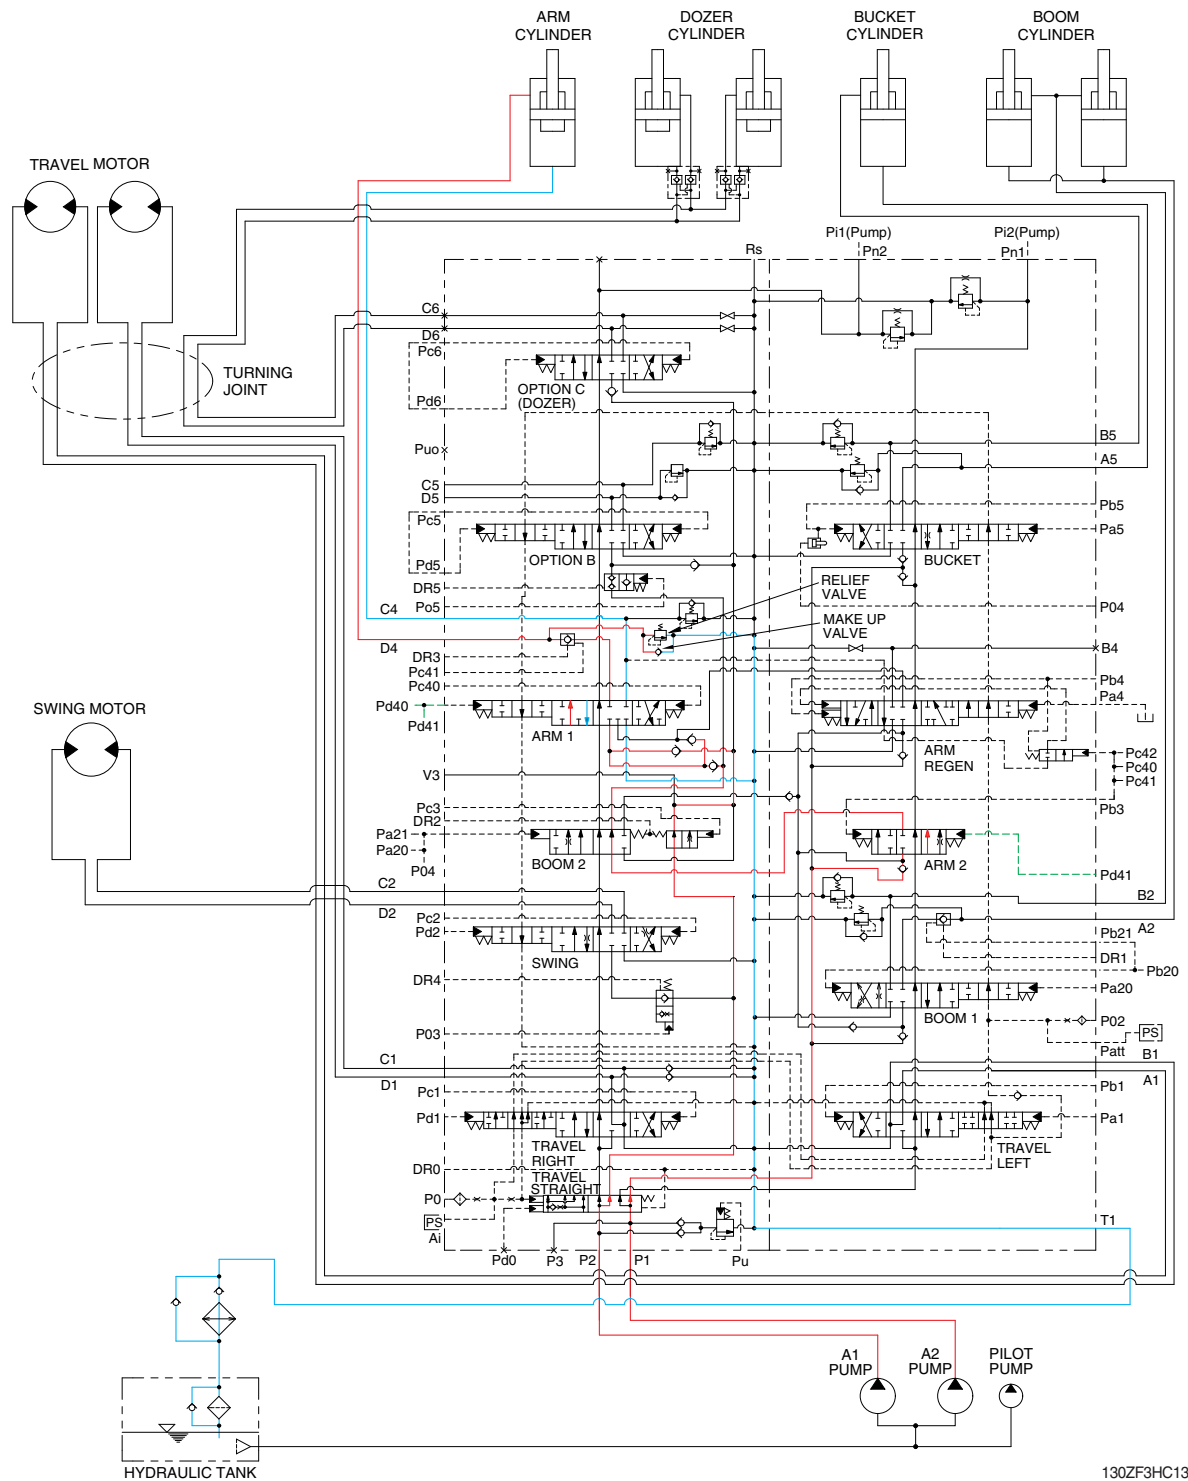 ARM
CYLINDER
DOZER
CYLINDER
BUCKET
CYLINDER
BOOM
CYLINDER
TRAVEL MOTOR
TURNING
JOINT
SWING MOTOR
Pi1(Pump)
Pn2
Pi2(Pump)
Pn1
Rs
C6
D6
Pc6
Pd6
OPTION C
(DOZER)
Puo
C5
D5
Pc5
Pd5
OPTION B
DR5
Po5
C4
D4
DR3
Pc41
Pc40
Pd40
Pd41
ARM 1
V3
Pc3
DR2
Pa21
Pa20
P04
BOOM 2
C2
D2
Pc2
Pd2
SWING
DR4
P03
C1
D1
Pc1
Pd1
TRAVEL
RIGHT
DR0
TRAVEL
STRAIGHT
P0
PS
Ai
Pd0
P3
P2
P1
Pu
B5
A5
Pb5
Pa5
BUCKET
RELIEF
VALVE
P04
MAKE UP
VALVE
B4
Pb4
Pa4
ARM
REGEN
Pc42
Pc40
Pc41
Pb3
ARM 2
Pd41
B2
A2
Pb21
DR1
Pb20
Pa20
BOOM 1
P02
PS
Patt
B1
A1
Pb1
Pa1
TRAVEL
LEFT
T1
A1
PUMP
A2
PUMP
PILOT
PUMP
HYDRAULIC TANK
130ZF3HC13